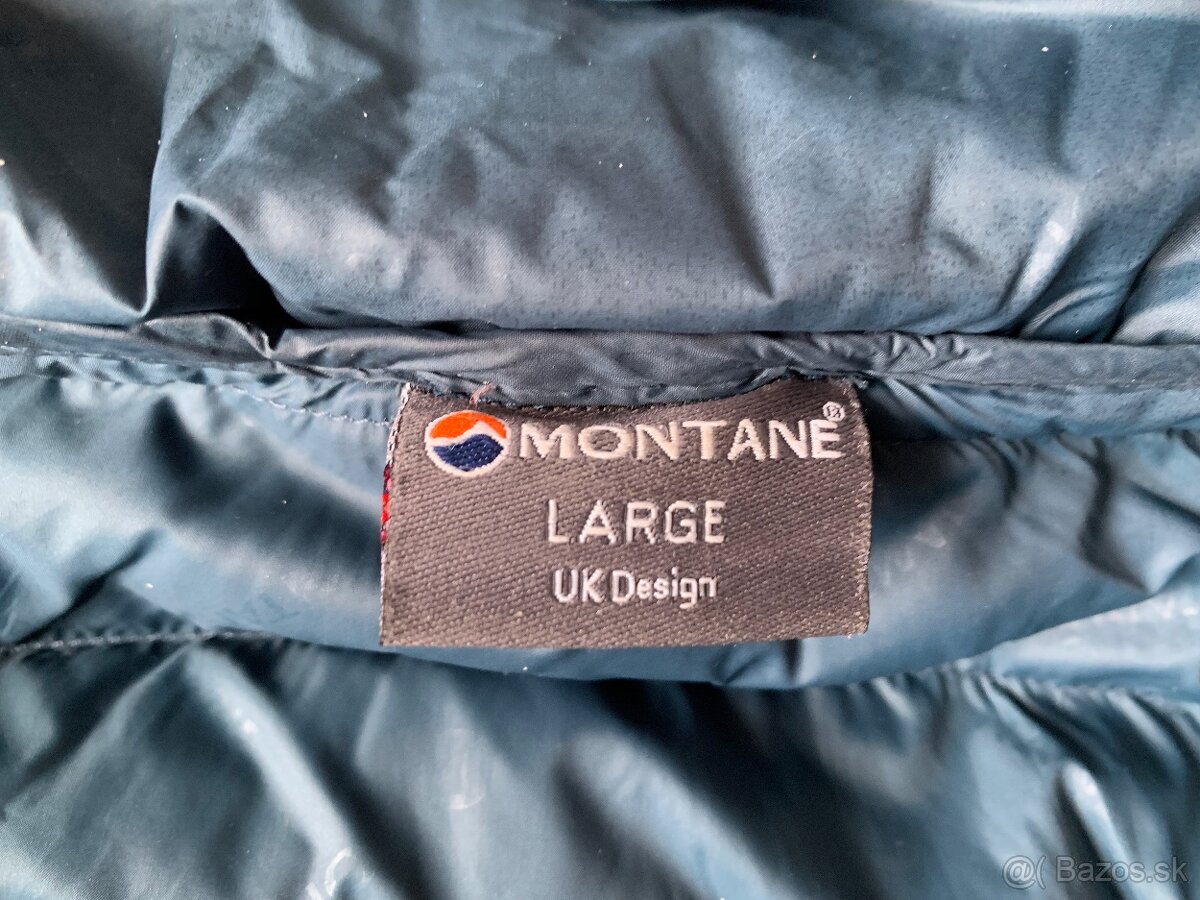 MONTANE®
LARGE
UK Design
@( Bazos.sk